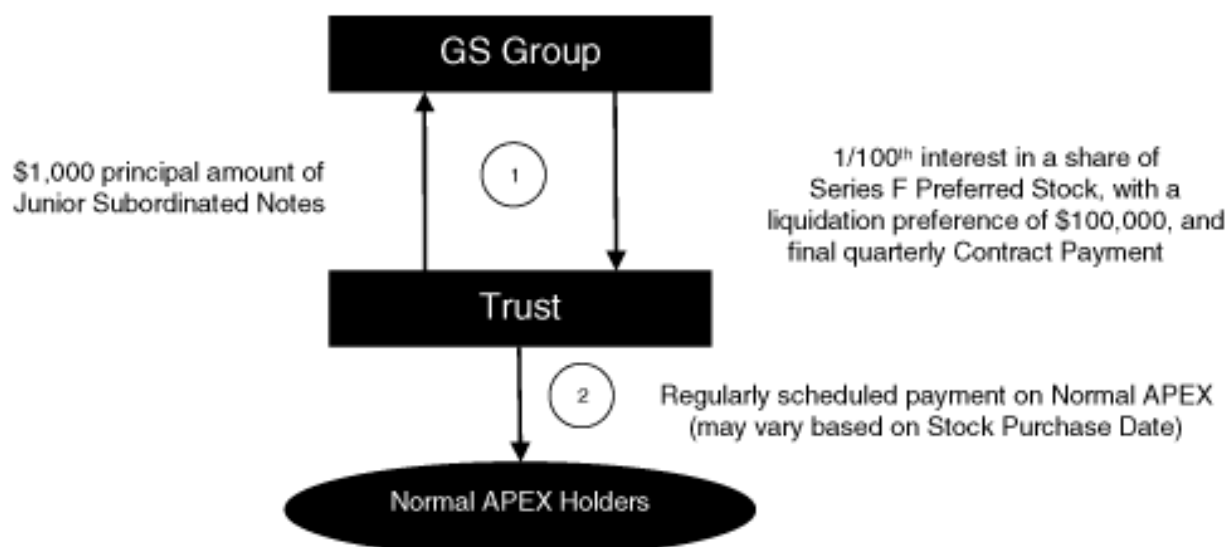 GS Group
$1,000 principal amount of
Junior Subordinated Notes
1
1/100th interest in a share of
Series F Preferred Stock, with a
liquidation preference of $100,000, and
final quarterly Contract Payment
Trust
2
Regularly scheduled payment on Normal APEX
(may vary based on Stock Purchase Date)
Normal APEX Holders